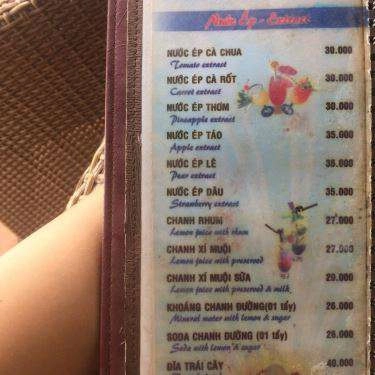 Nước Ép - Extract
NƯỚC ÉP CÀ CHUA 30.000
Tomato extract
NƯỚC ÉP CÀ RỐT 30.000
Carrot extract
NƯỚC ÉP THƠM 30.000
Pineapple extract
NƯỚC ÉP TÁO 35.000
Apple extract
NƯỚC ÉP LÊ 35.000
Pear extract
NƯỚC ÉP DÂU 35.000
Strawberry extract
CHANH RHUM 27.000
Lemon juice with rhum
CHANH XÍ MUỘI 27.000
Lemon juice with preserved
CHANH XÍ MUỘI SỮA 29.000
Lemon juice with preserved & milk
KHOÁNG CHANH ĐƯỜNG(01 tẩy) 26.000
Mineral water with lemon & sugar
SODA CHANH ĐƯỜNG (01 tẩy) 26.000
Soda with lemon & sugar
DĨA TRÁI CÂY 40.000